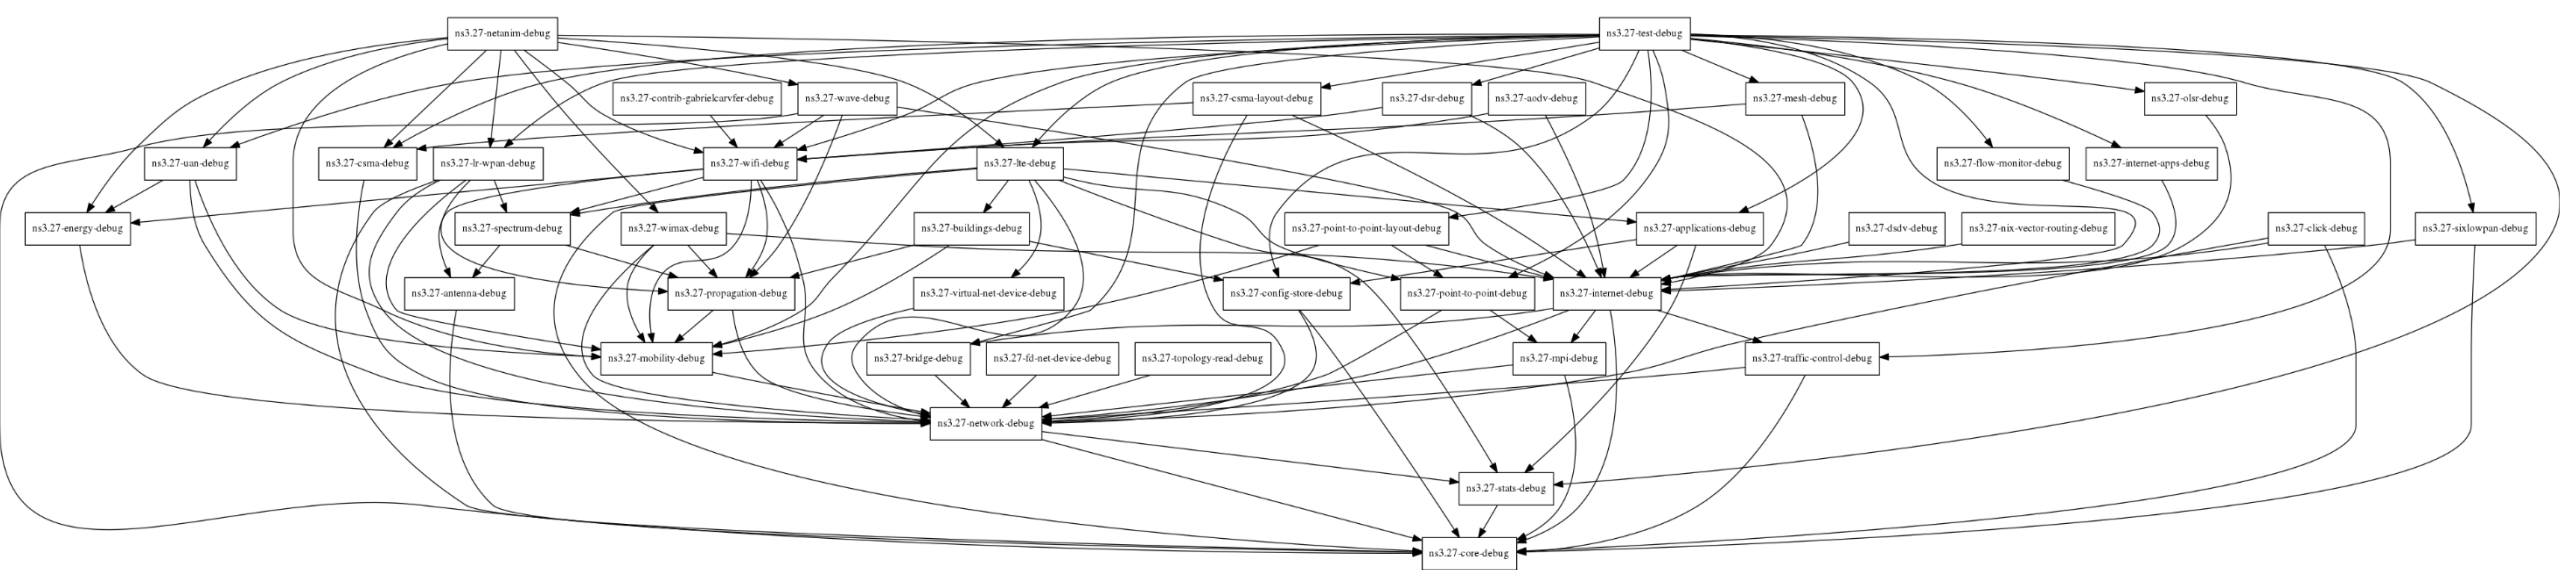 ns3.27-netanim-debug
ns3.27-test-debug
ns3.27-contrib-gabrielcarvfer-debug
ns3.27-wave-debug
ns3.27-csma-layout-debug
ns3.27-dsr-debug
ns3.27-aodv-debug
ns3.27-mesh-debug
ns3.27-olsr-debug
ns3.27-uan-debug
ns3.27-csma-debug
ns3.27-lr-wpan-debug
ns3.27-wifi-debug
ns3.27-lte-debug
ns3.27-flow-monitor-debug
ns3.27-internet-apps-debug
ns3.27-energy-debug
ns3.27-spectrum-debug
ns3.27-wimax-debug
ns3.27-buildings-debug
ns3.27-point-to-point-layout-debug
ns3.27-applications-debug
ns3.27-dsdv-debug
ns3.27-nix-vector-routing-debug
ns3.27-click-debug
ns3.27-sixlowpan-debug
ns3.27-antenna-debug
ns3.27-propagation-debug
ns3.27-virtual-net-device-debug
ns3.27-config-store-debug
ns3.27-point-to-point-debug
ns3.27-internet-debug
ns3.27-mobility-debug
ns3.27-bridge-debug
ns3.27-fd-net-device-debug
ns3.27-topology-read-debug
ns3.27-mpi-debug
ns3.27-traffic-control-debug
ns3.27-network-debug
ns3.27-stats-debug
ns3.27-core-debug